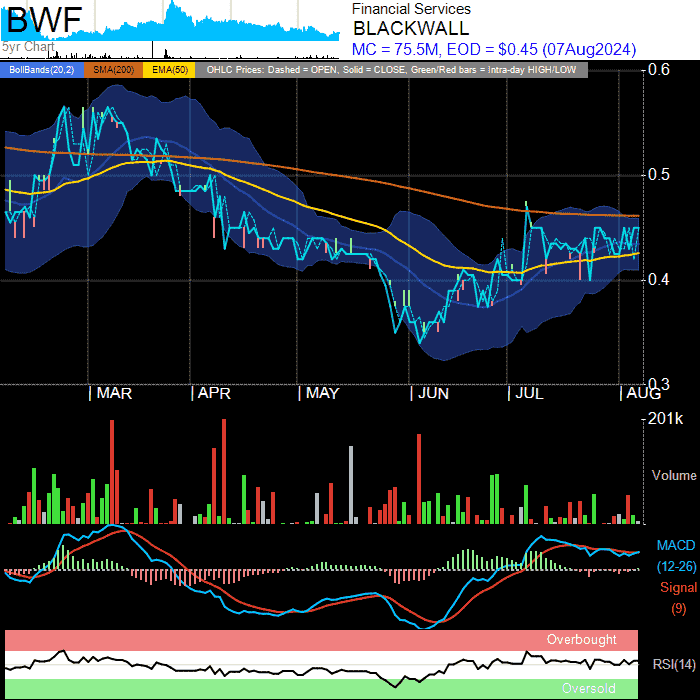 BWF
5yr Chart
Financial Services
BLACKWALL
MC = 75.5M, EOD = $0.45 (07Aug2024)
BollBands(20,2) SMA(200) EMA(50) OHLC Prices: Dashed = OPEN, Solid = CLOSE, Green/Red bars = Intra-day HIGH/LOW
0.6
0.5
0.4
0.3
| MAR | APR | MAY | JUN | JUL | AUG
201k
Volume
MACD
(12-26)
Signal
(9)
Overbought
RSI(14)
Oversold